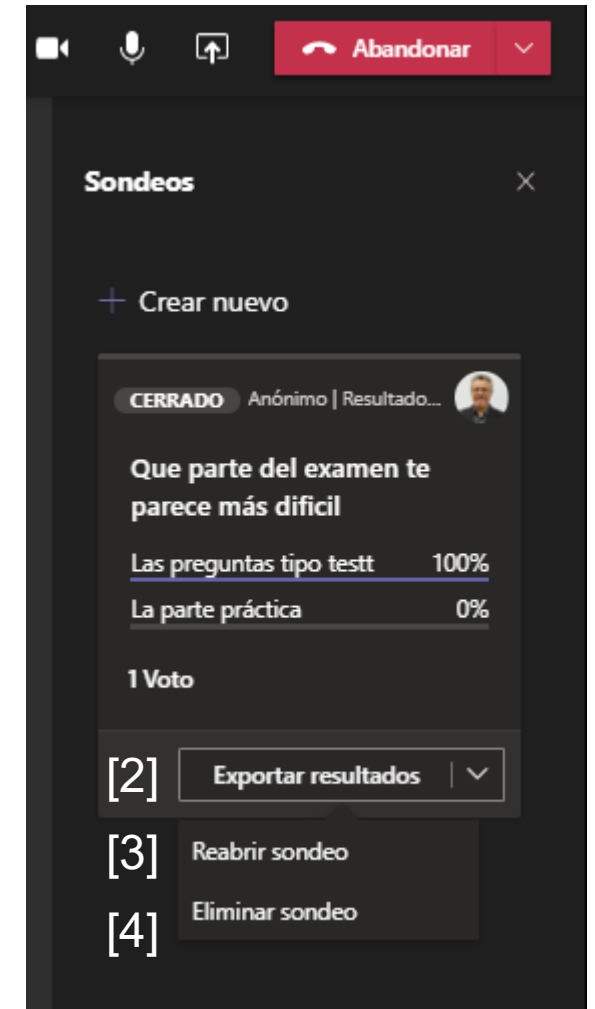 Abandonar
Sondeos
Crear nuevo
CERRADO Anónimo | Resultado...
Que parte del examen te
parece más dificil
Las preguntas tipo testt 100%
La parte práctica 0%
1 Voto
[2] Exportar resultados
[3] Reabrir sondeo
[4] Eliminar sondeo